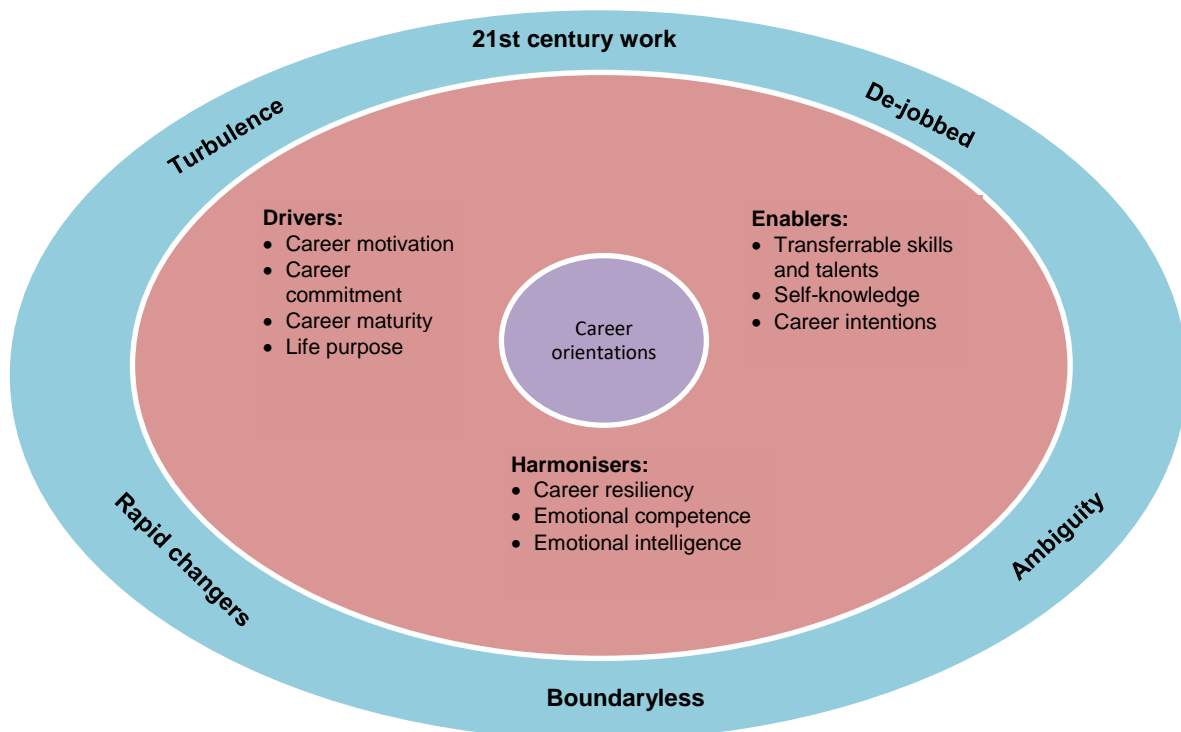 21st century work
Turbulence
De-jobbed
Drivers:
• Career motivation
• Career
commitment
• Career maturity
• Life purpose
Enablers:
• Transferrable skills
and talents
• Self-knowledge
• Career intentions
Career
orientations
Harmonisers:
• Career resiliency
• Emotional competence
• Emotional intelligence
Rapid changers
Ambiguity
Boundaryless